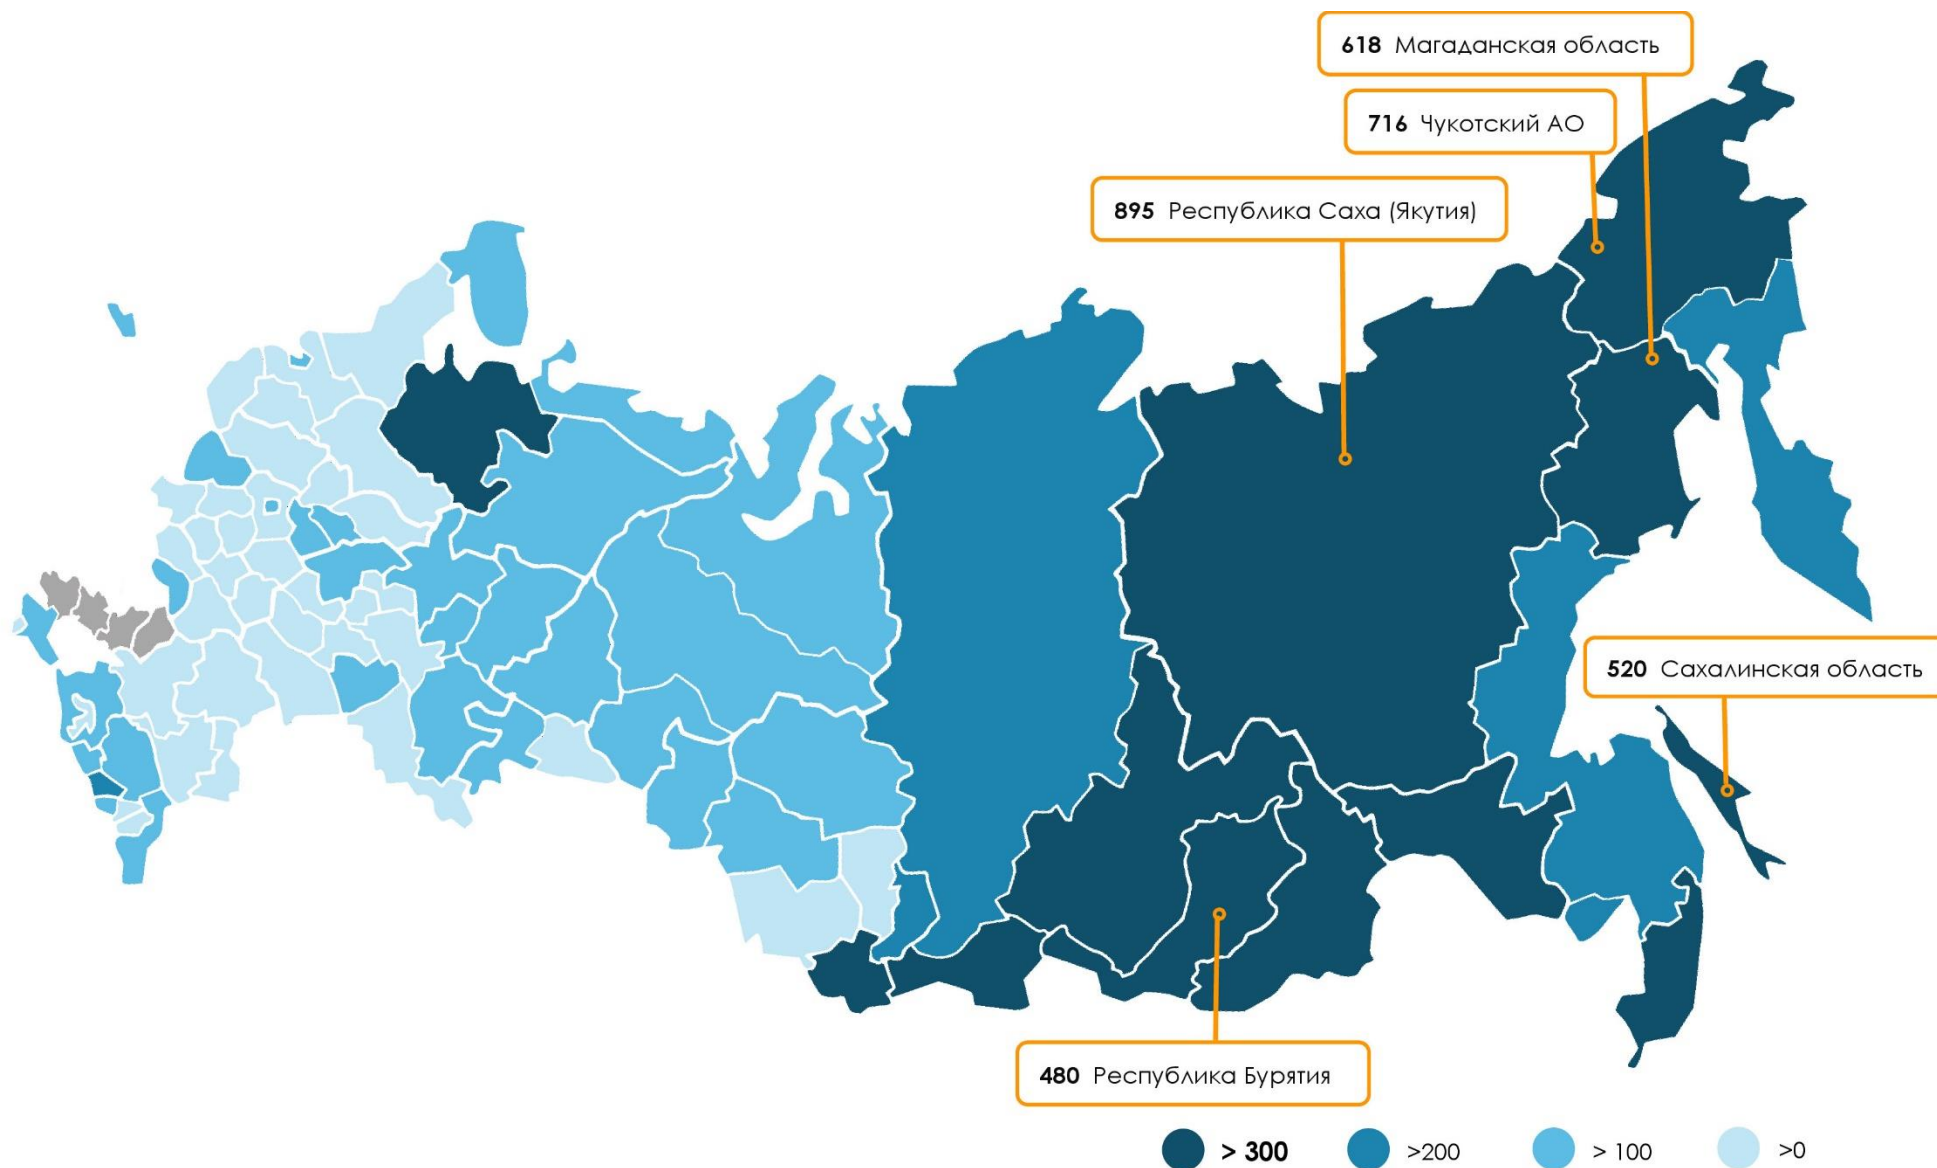 618 Магаданская область
716 Чукотский АО
895 Республика Саха (Якутия)
520 Сахалинская область
480 Республика Бурятия
> 300
>200
> 100
>0